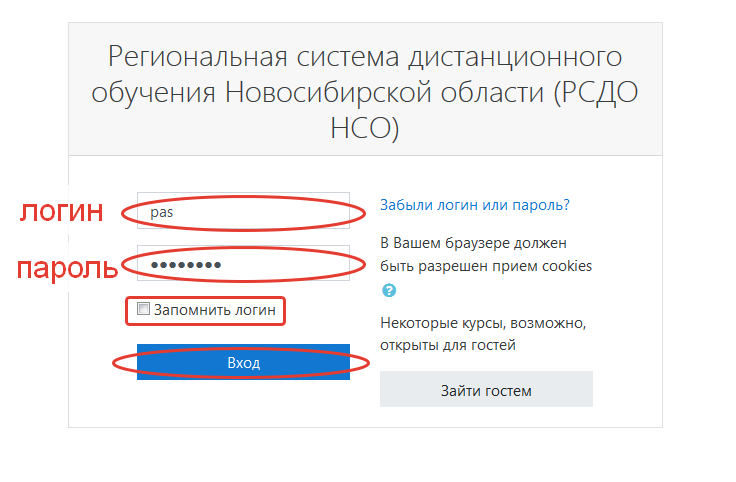 Региональная система дистанционного
обучения Новосибирской области (РСДО
НСО)
логин
pas
пароль
••••••••
Запомнить логин
Вход
Забыли логин или пароль?
В Вашем браузере должен
быть разрешен прием cookies
?
Некоторые курсы, возможно,
открыты для гостей
Зайти гостем